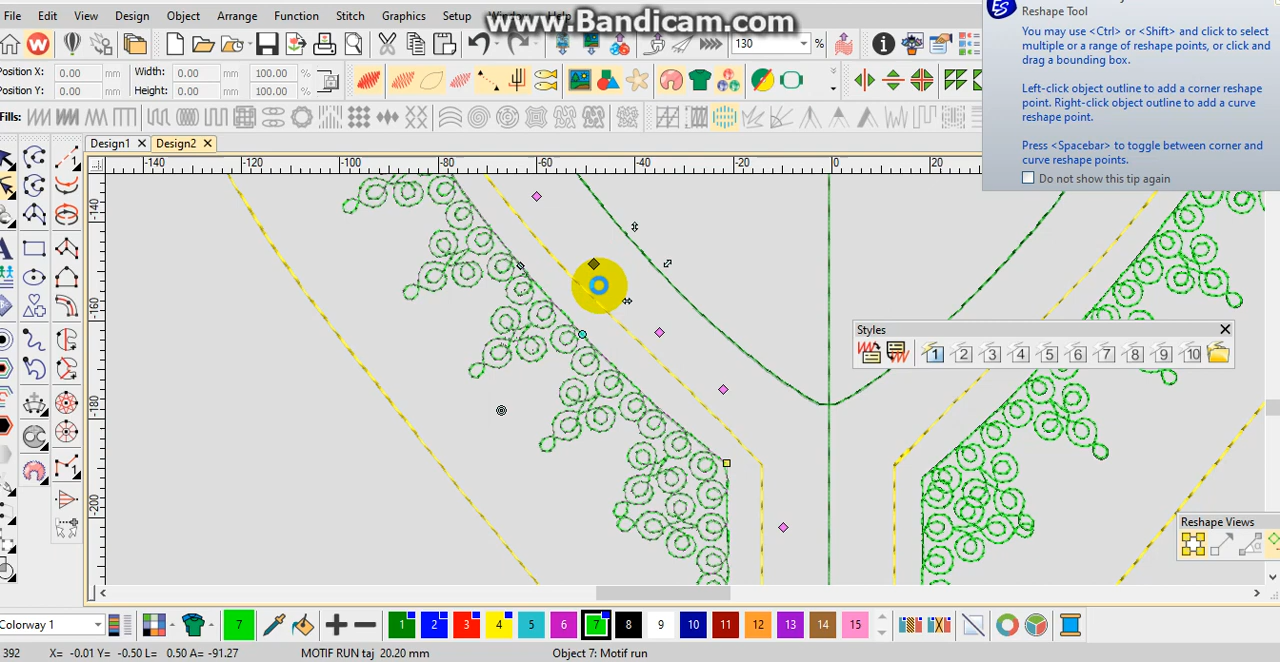 File Edit View Design Object Arrange Function Stitch Graphics Setup Help
www.Bandicam.com
ES
Reshape Tool
You may use <Ctrl> or <Shift> and click to select
multiple or a range of reshape points, or click and
drag a bounding box.
Left-click object outline to add a corner reshape
point. Right-click object outline to add a curve
reshape point.
Press <Spacebar> to toggle between corner and
curve reshape points.
Do not show this tip again
130 %
Position X: 0.00 mm Width: 0.00 mm 100.00 %
Position Y: 0.00 mm Height: 0.00 mm 100.00 %
Fills:
Design1 Design2
-140 -120 -100 -80 -60 -40 -20 0 20
-140
-160
-180
-200
Styles
1 2 3 4 5 6 7 8 9 10
Reshape Views
Colorway 1 7 1 2 3 4 5 6 7 8 9 10 11 12 13 14 15
392 X= -0.01 Y= -0.50 L= 0.50 A= -91.27 MOTIF RUN taj 20.20 mm Object 7: Motif run